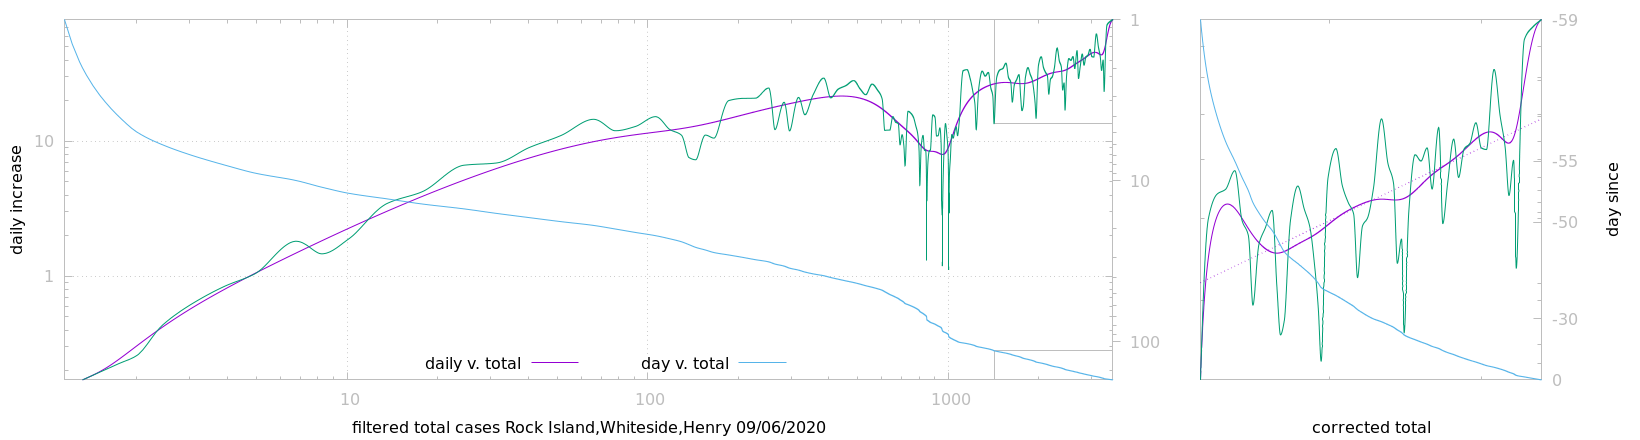 1
-59
10
daily increase
-55
10
-50
day since
1
-30
daily v. total
day v. total
100
0
10
100
1000
filtered total cases Rock Island,Whiteside,Henry 09/06/2020
corrected total